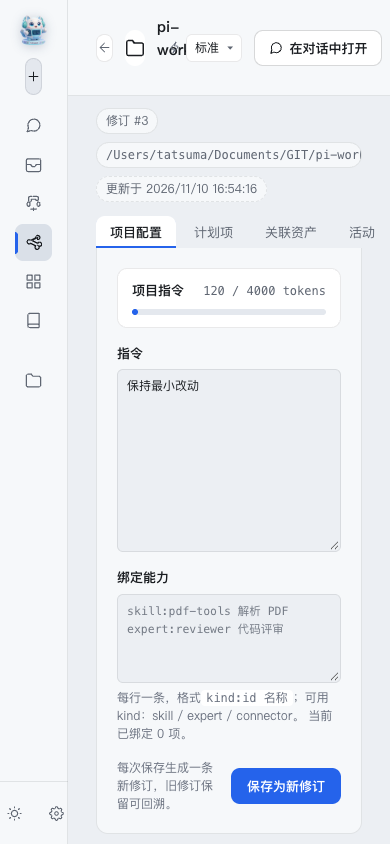 pi-
worl
标准
在对话中打开
修订 #3
/Users/tatsuma/Documents/GIT/pi-worl
更新于 2026/11/10 16:54:16
项目配置 计划项 关联资产 活动
项目指令 120 / 4000 tokens
指令
保持最小改动
绑定能力
skill:pdf-tools 解析 PDF
expert:reviewer 代码评审
每行一条，格式 kind:id 名称 ；可用
kind：skill / expert / connector。 当前
已绑定 0 项。
每次保存生成一条
新修订，旧修订保
留可回溯。
保存为新修订